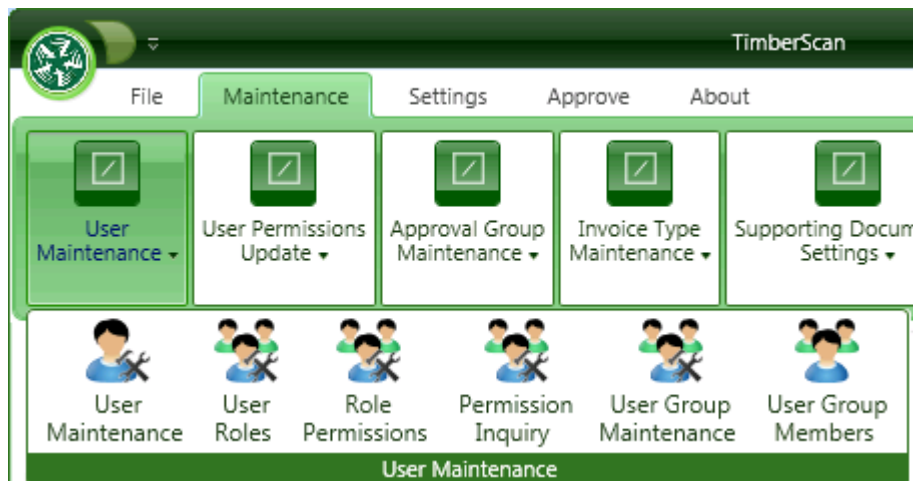 TimberScan
File Maintenance Settings Approve About
User Maintenance
User Permissions Update
Approval Group Maintenance
Invoice Type Maintenance
Supporting Settings
User Maintenance
User Roles
Role Permissions
Permission Inquiry
User Group Maintenance
User Group Members
User Maintenance